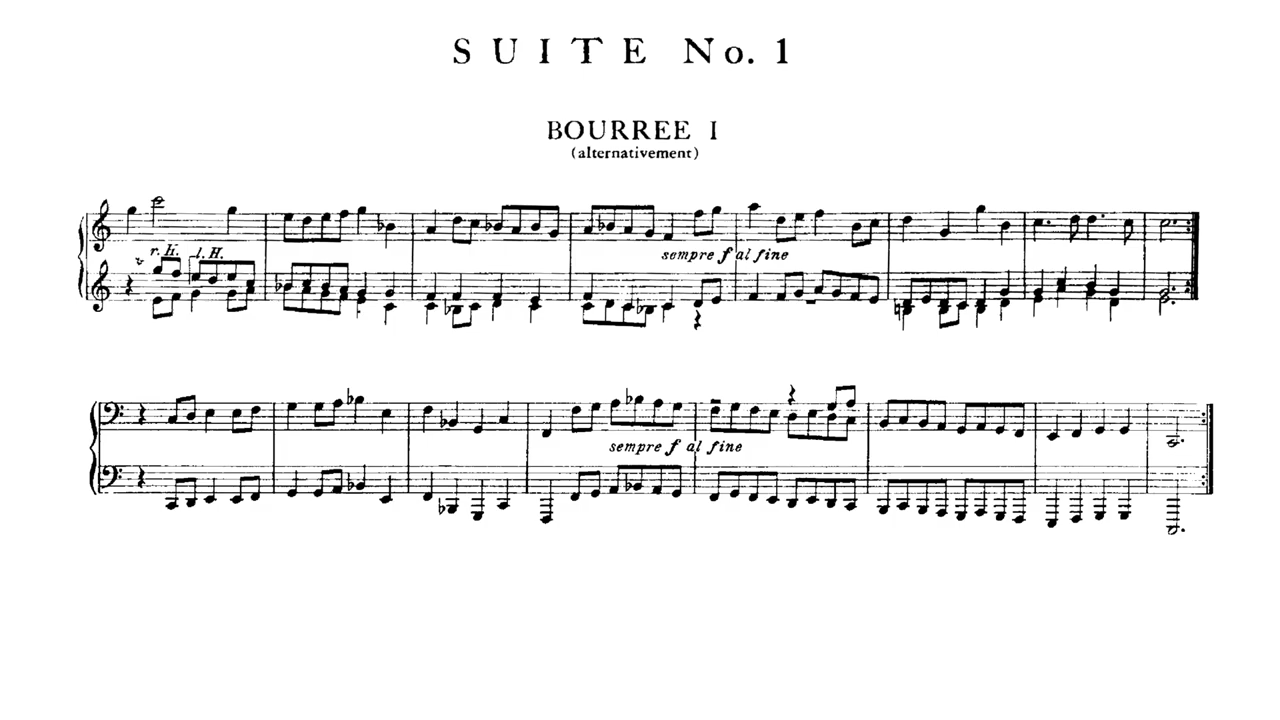 SUITE No. 1
BOURREE I
(alternativement)
r. H. l. H.
sempre f al fine
sempre f al fine